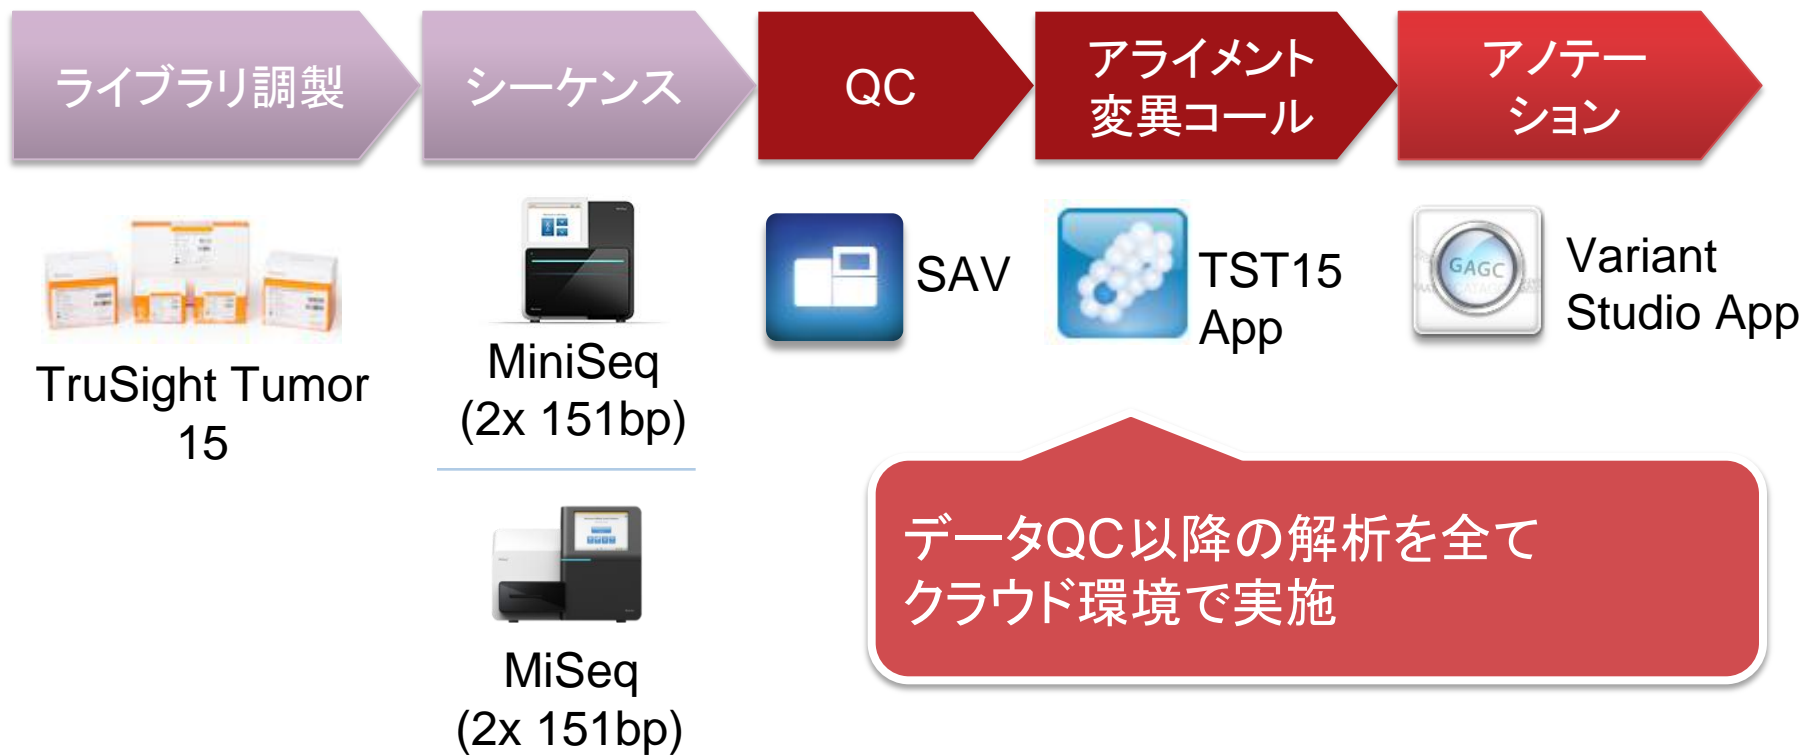 ライブラリ調製
シーケンス
QC
アライメント
変異コール
アノテー
ション
TruSight Tumor
15
MiniSeq
(2x 151bp)
MiSeq
(2x 151bp)
SAV
TST15
App
GAGC
Variant
Studio App
データQC以降の解析を全て
クラウド環境で実施